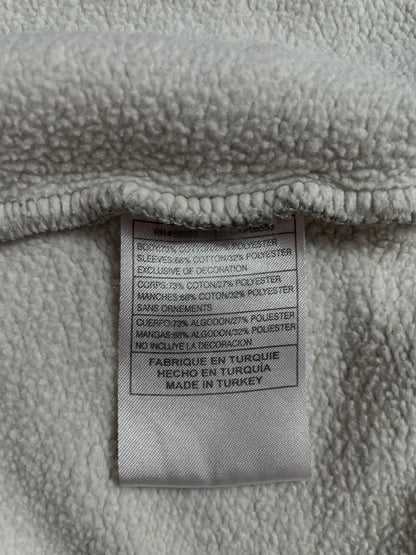 BODY:73% COTTON/27% POLYESTER
SLEEVES:68% COTTON/32% POLYESTER
EXCLUSIVE OF DECORATION
CORPS:73% COTON/27% POLYESTER
MANCHES:68% COTON/32% POLYESTER
SANS ORNEMENTS
CUERPO:73% ALGODON/27% POLIESTER
MANGAS:68% ALGODON/32% POLIESTER
NO INCLUYE LA DECORACION
FABRIQUE EN TURQUIE
HECHO EN TURQUÍA
MADE IN TURKEY